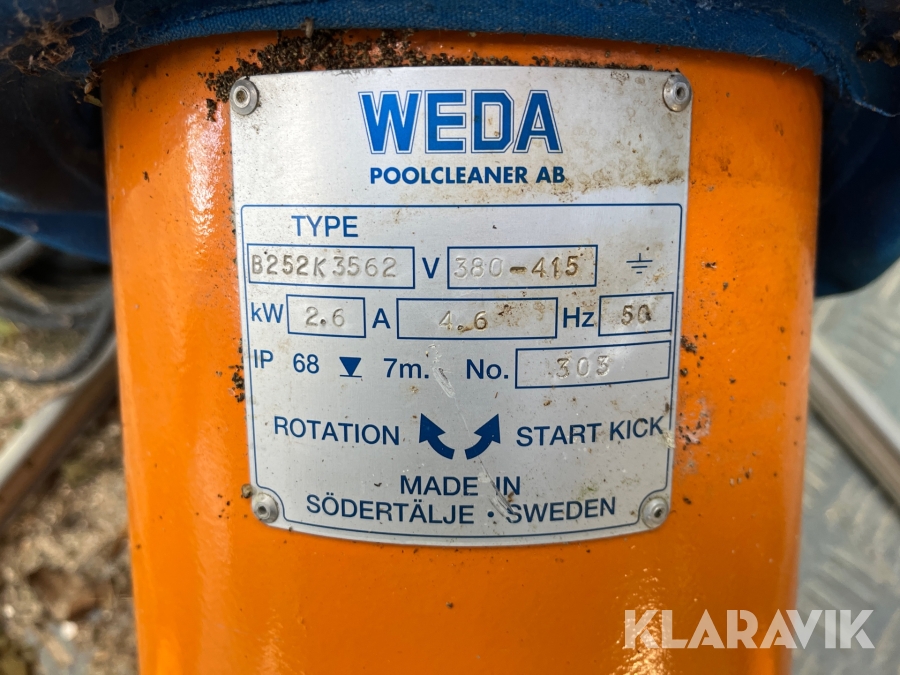 WEDA
POOLCLEANER AB
TYPE
B252K3562 V 380-415
kW 2.6 A 4.6 Hz 50
IP 68 7m. No. 303
ROTATION START KICK
MADE IN
SÖDERTÄLJE · SWEDEN
KLARAVIK